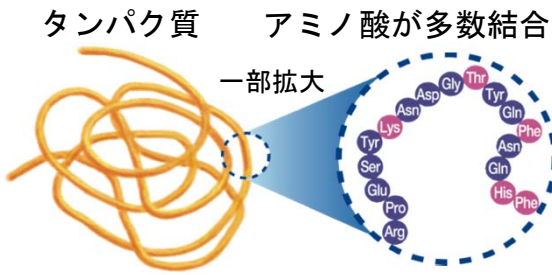 タンパク質
アミノ酸が多数結合
一部拡大
Arg
Pro
Glu
Ser
Tyr
Lys
Asn
Asp
Gly
Thr
Tyr
Gln
Phe
Asn
Gln
His
Phe